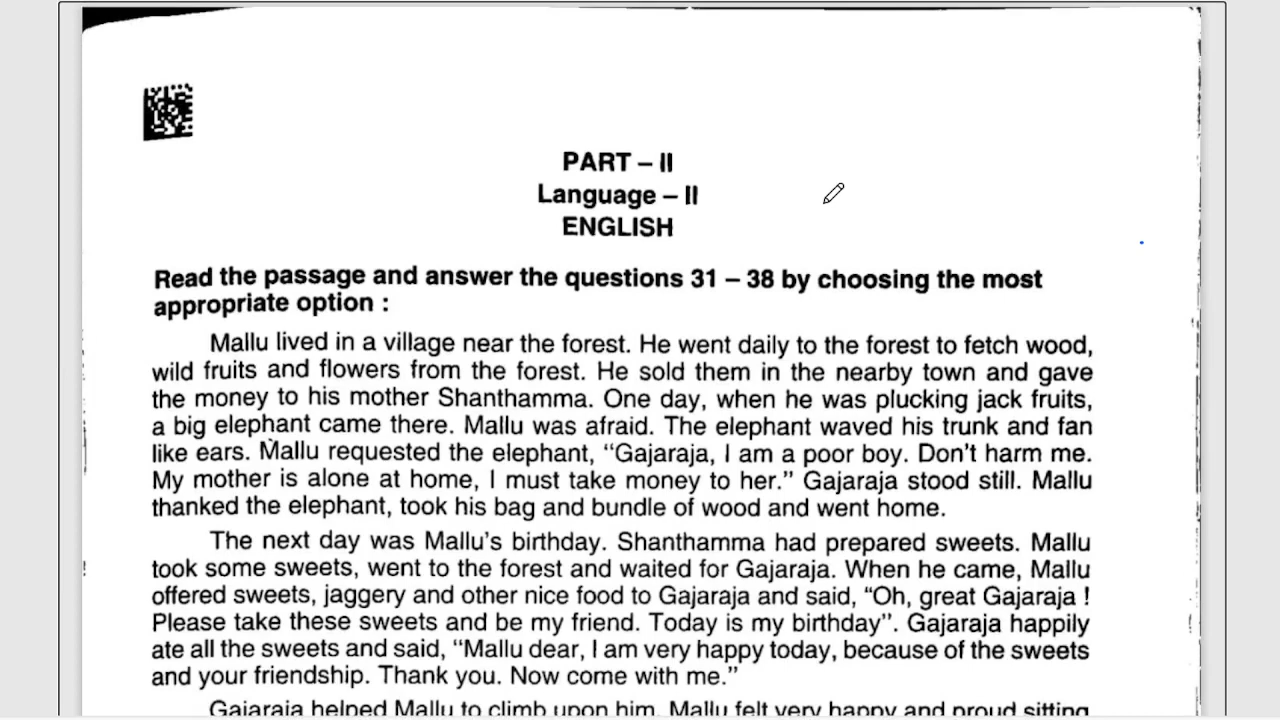 PART – II
Language – II
ENGLISH
Read the passage and answer the questions 31 – 38 by choosing the most
appropriate option :
Mallu lived in a village near the forest. He went daily to the forest to fetch wood,
wild fruits and flowers from the forest. He sold them in the nearby town and gave
the money to his mother Shanthamma. One day, when he was plucking jack fruits,
a big elephant came there. Mallu was afraid. The elephant waved his trunk and fan
like ears. Mallu requested the elephant, “Gajaraja, I am a poor boy. Don’t harm me.
My mother is alone at home, I must take money to her.” Gajaraja stood still. Mallu
thanked the elephant, took his bag and bundle of wood and went home.
The next day was Mallu’s birthday. Shanthamma had prepared sweets. Mallu
took some sweets, went to the forest and waited for Gajaraja. When he came, Mallu
offered sweets, jaggery and other nice food to Gajaraja and said, “Oh, great Gajaraja !
Please take these sweets and be my friend. Today is my birthday”. Gajaraja happily
ate all the sweets and said, “Mallu dear, I am very happy today, because of the sweets
and your friendship. Thank you. Now come with me.”
Gajaraja helped Mallu to climb upon him. Mallu felt very happy and proud sitting